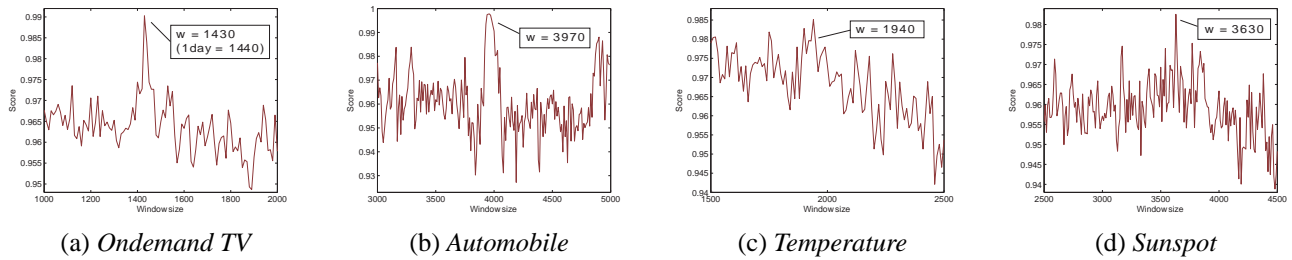 0.99
0.985
0.98
0.975
0.97
0.965
0.96
0.955
0.95
Score
w = 1430
(1day = 1440)
1000 1200 1400 1600 1800 2000
Window size
(a) Ondemand TV
1
0.99
0.98
0.97
0.96
0.95
0.94
0.93
Score
w = 3970
3000 3500 4000 4500 5000
Window size
(b) Automobile
0.985
0.98
0.975
0.97
0.965
0.96
0.955
0.95
0.945
0.94
Score
w = 1940
1500 2000 2500
Window size
(c) Temperature
0.98
0.975
0.97
0.965
0.96
0.955
0.95
0.945
0.94
Score
w = 3630
2500 3000 3500 4000 4500
Window size
(d) Sunspot